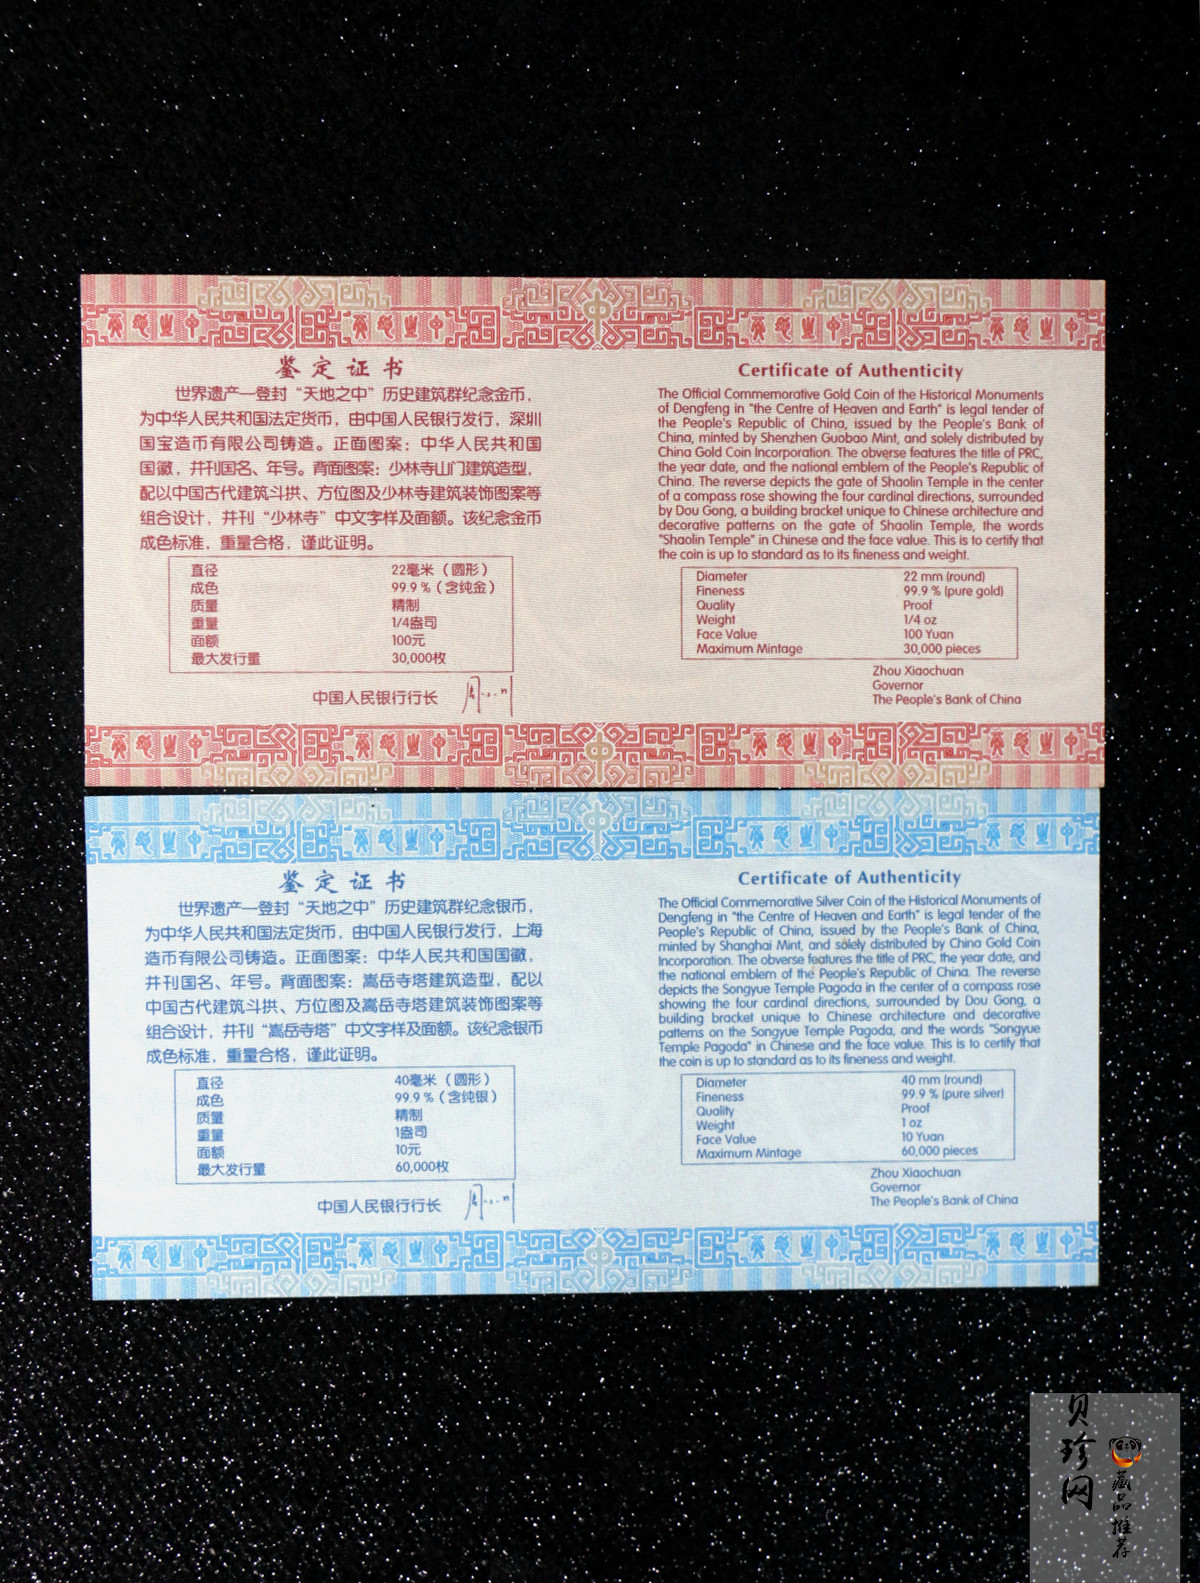 鉴定证书
世界遗产—登封“天地之中”历史建筑群纪念金币，
为中华人民共和国法定货币，由中国人民银行发行，深圳
国宝造币有限公司铸造。正面图案：中华人民共和国
国徽，并刊国名、年号。背面图案：少林寺山门建筑造型，
配以中国古代建筑斗拱、方位图及少林寺建筑装饰图案等
组合设计，并刊“少林寺”中文字样及面额。该纪念金币
成色标准，重量合格，谨此证明。
直径 22毫米（圆形）
成色 99.9％（含纯金）
质量 精制
重量 1/4盎司
面额 100元
最大发行量 30,000枚
中国人民银行行长
Certificate of Authenticity
The Official Commemorative Gold Coin of the Historical Monuments
of Dengfeng in "the Centre of Heaven and Earth" is legal tender of
the People's Republic of China, issued by the People's Bank of
China, minted by Shenzhen Guobao Mint, and solely distributed by
China Gold Coin Incorporation. The obverse features the title of PRC,
the year date, and the national emblem of the People's Republic of
China. The reverse depicts the gate of Shaolin Temple in the center
of a compass rose showing the four cardinal directions, surrounded
by Dou Gong, a building bracket unique to Chinese architecture and
decorative patterns on the gate of Shaolin Temple, the words
"Shaolin Temple" in Chinese and the face value. This is to certify that
the coin is up to standard as to its fineness and weight.
Diameter 22 mm (round)
Fineness 99.9 % (pure gold)
Quality Proof
Weight 1/4 oz
Face Value 100 Yuan
Maximum Mintage 30,000 pieces
Zhou Xiaochuan
Governor
The People's Bank of China
鉴定证书
世界遗产—登封“天地之中”历史建筑群纪念银币，
为中华人民共和国法定货币，由中国人民银行发行，上海
造币有限公司铸造。正面图案：中华人民共和国国徽，
并刊国名、年号。背面图案：嵩岳寺塔建筑造型，配以
中国古代建筑斗拱、方位图及嵩岳寺塔建筑装饰图案等
组合设计，并刊“嵩岳寺塔”中文字样及面额。该纪念银币
成色标准，重量合格，谨此证明。
直径 40毫米（圆形）
成色 99.9％（含纯银）
质量 精制
重量 1盎司
面额 10元
最大发行量 60,000枚
中国人民银行行长
Certificate of Authenticity
The Official Commemorative Silver Coin of the Historical Monuments of
Dengfeng in "the Centre of Heaven and Earth" is legal tender of the
People's Republic of China, issued by the People's Bank of China,
minted by Shanghai Mint, and solely distributed by China Gold Coin
Incorporation. The obverse features the title of PRC, the year date, and
the national emblem of the People's Republic of China. The reverse
depicts the Songyue Temple Pagoda in the center of a compass rose
showing the four cardinal directions, surrounded by Dou Gong, a
building bracket unique to Chinese architecture and decorative
patterns on the Songyue Temple Pagoda, and the words "Songyue
Temple Pagoda" in Chinese and the face value. This is to certify that
the coin is up to standard as to its fineness and weight.
Diameter 40 mm (round)
Fineness 99.9 % (pure silver)
Quality Proof
Weight 1 oz
Face Value 10 Yuan
Maximum Mintage 60,000 pieces
Zhou Xiaochuan
Governor
The People's Bank of China
贝珍网
藏品推荐